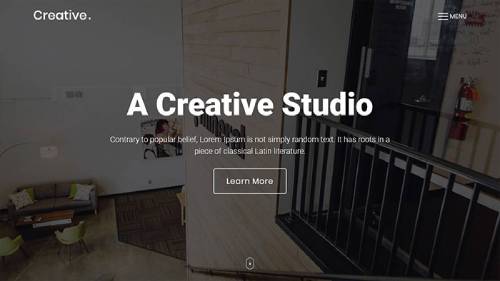 Creative.
MENU
A Creative Studio
Contrary to popular belief, Lorem Ipsum is not simply random text. It has roots in a
piece of classical Latin literature.
Learn More